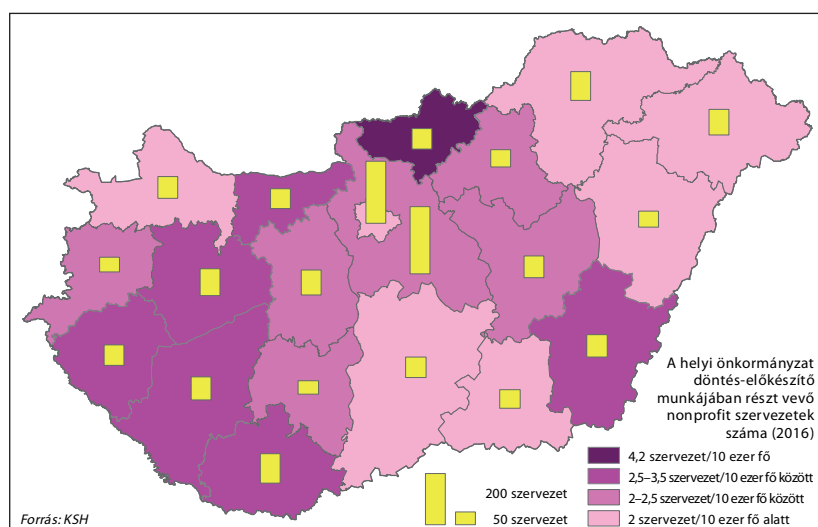 A helyi önkormányzat
döntés-előkészítő
munkájában részt vevő
nonprofit szervezetek
száma (2016)
4,2 szervezet/10 ezer fő
2,5–3,5 szervezet/10 ezer fő között
2–2,5 szervezet/10 ezer fő között
2 szervezet/10 ezer fő alatt
200 szervezet
50 szervezet
Forrás: KSH